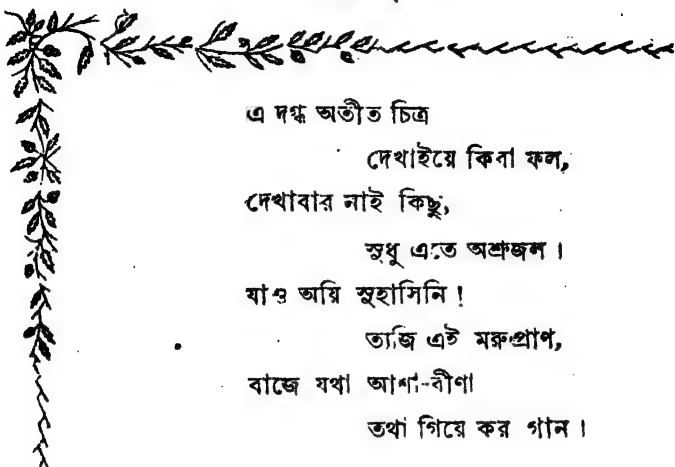 এ দগ্ধ অতীত চিত্র
দেখাইয়ে কিবা ফল,
দেখাবার নাই কিছু,
সুধু এতে অশ্রুজল।
যাও অয়ি সুহাসিনি!
ত্যজি এই মরুপ্রাণ,
বাজে যথা আশা-বীণা
তথা গিয়ে কর গান।